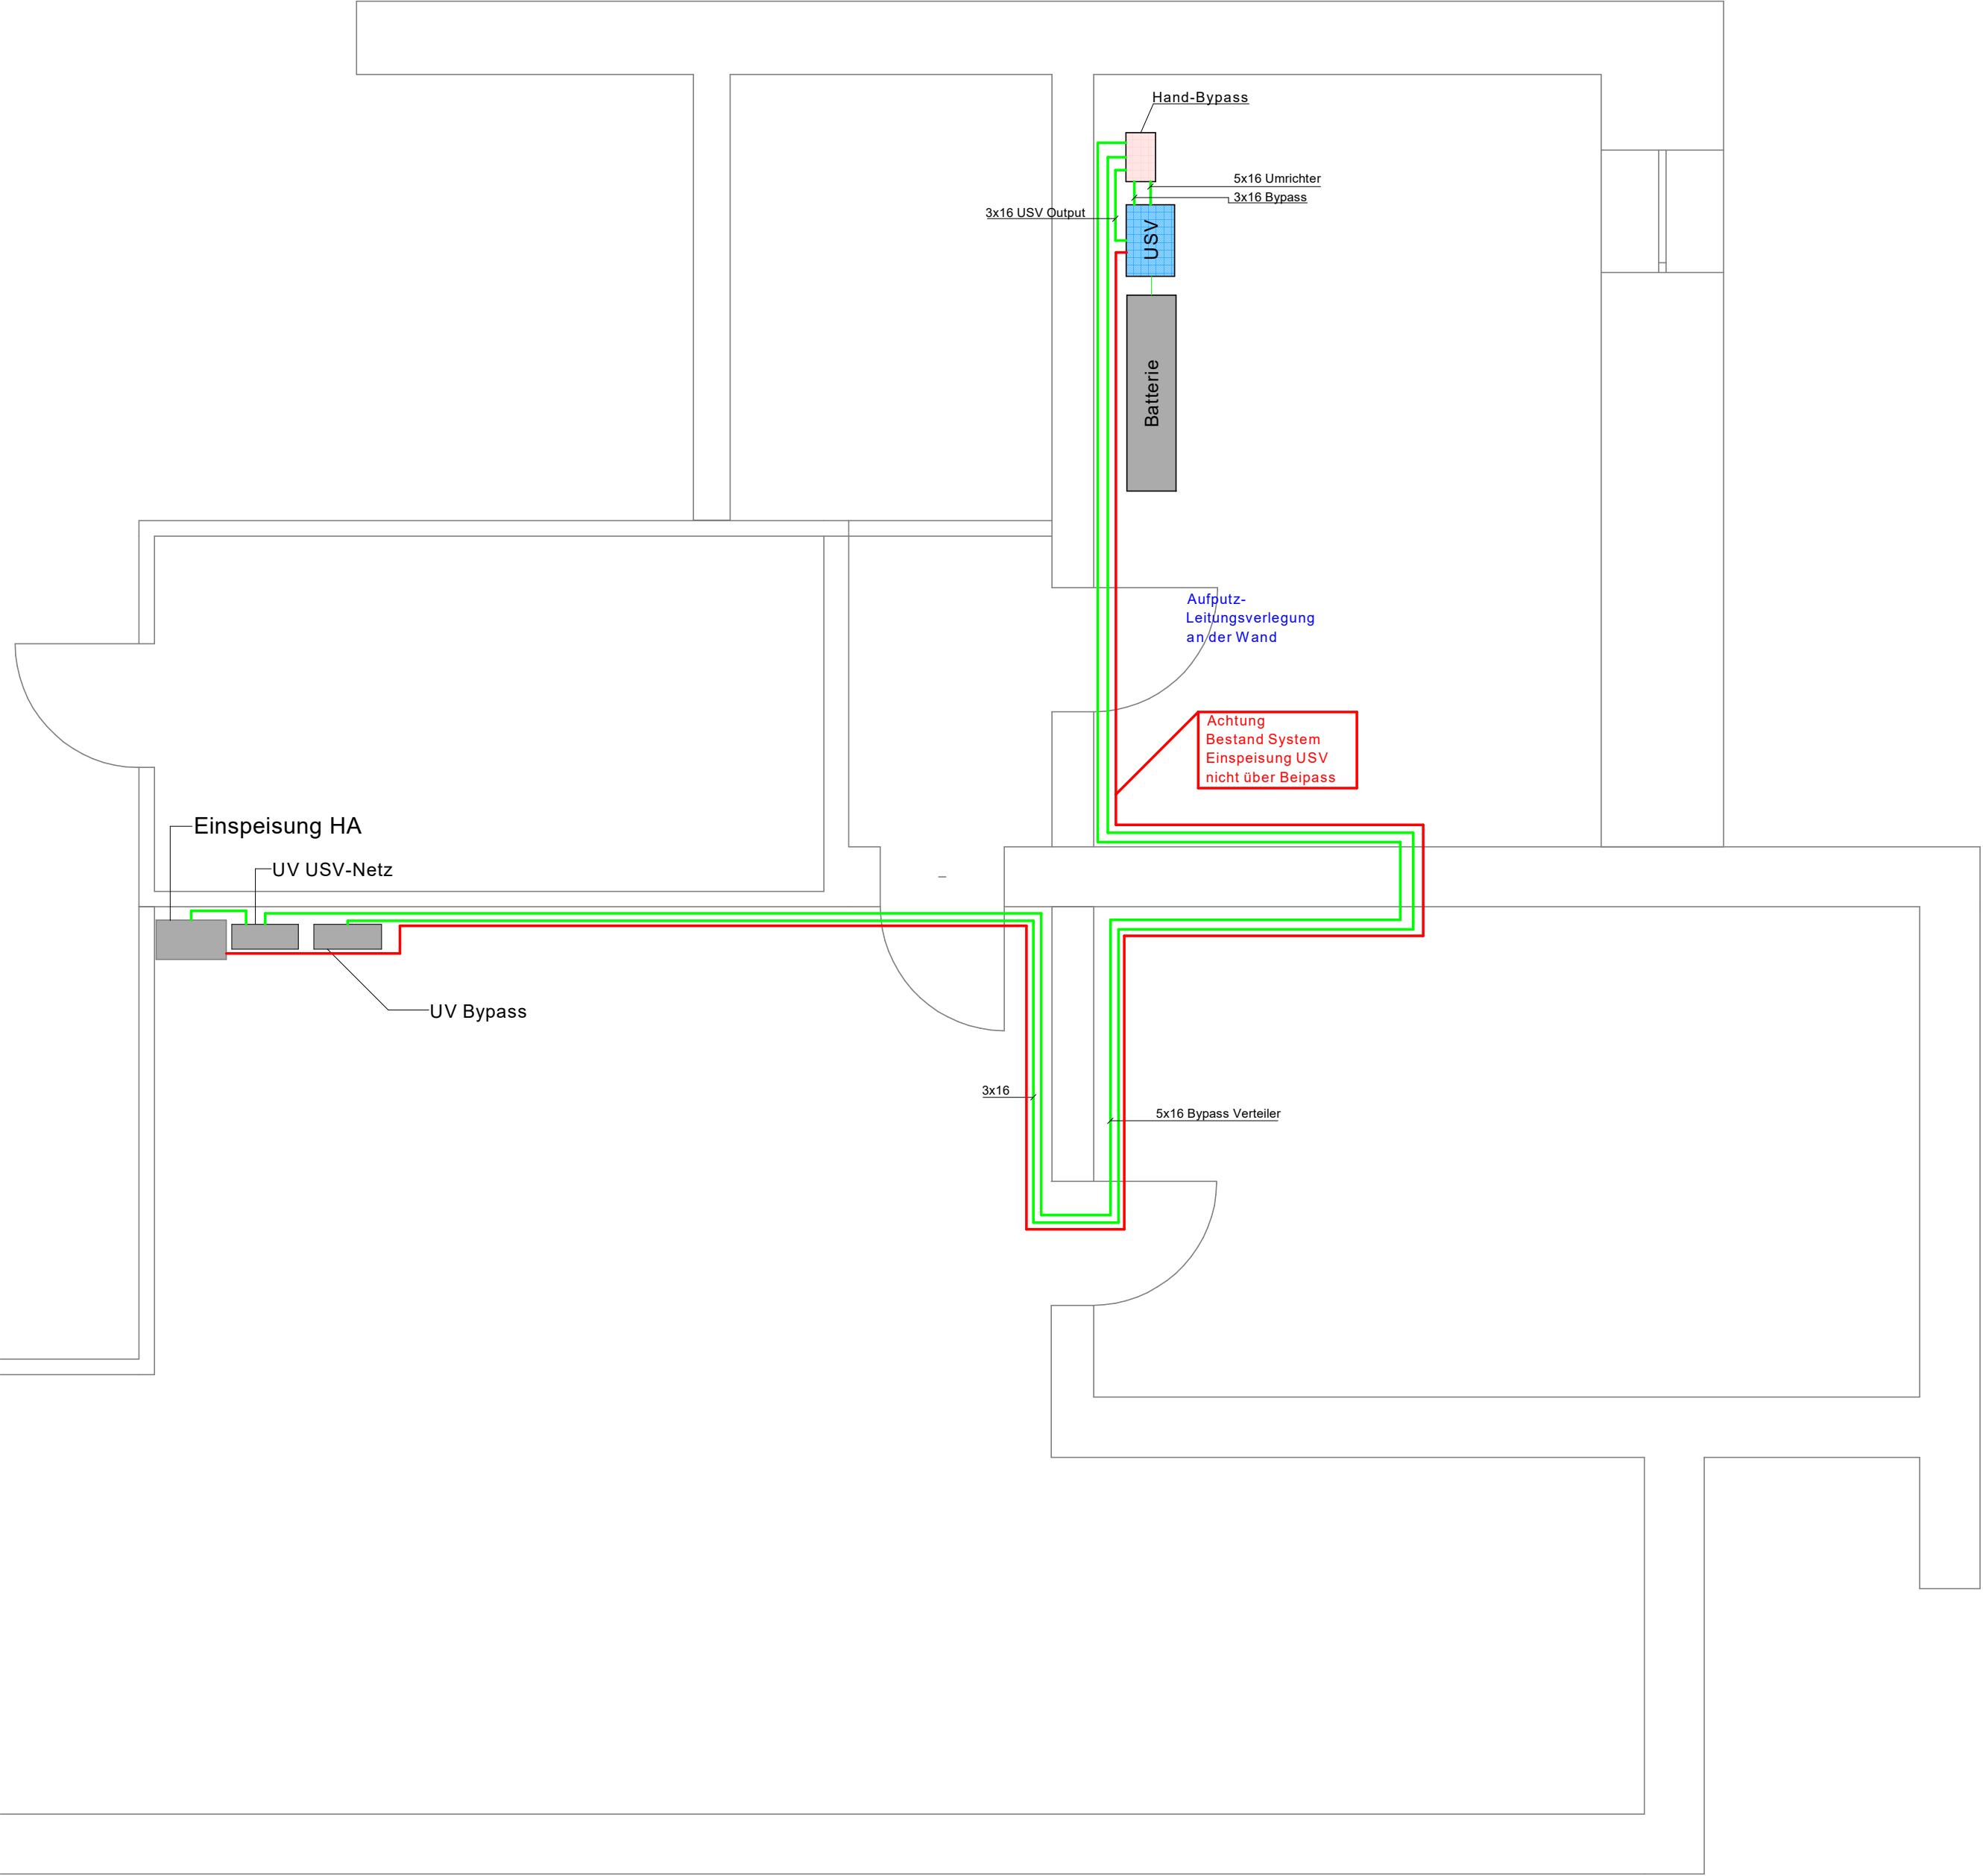 Hand-Bypass
5x16 Umrichter
3x16 Bypass
3x16 USV Output
USV
Batterie
Aufputz-
Leitungsverlegung
an der Wand
Achtung
Bestand System
Einspeisung USV
nicht über Beipass
Einspeisung HA
UV USV-Netz
UV Bypass
3x16
5x16 Bypass Verteiler